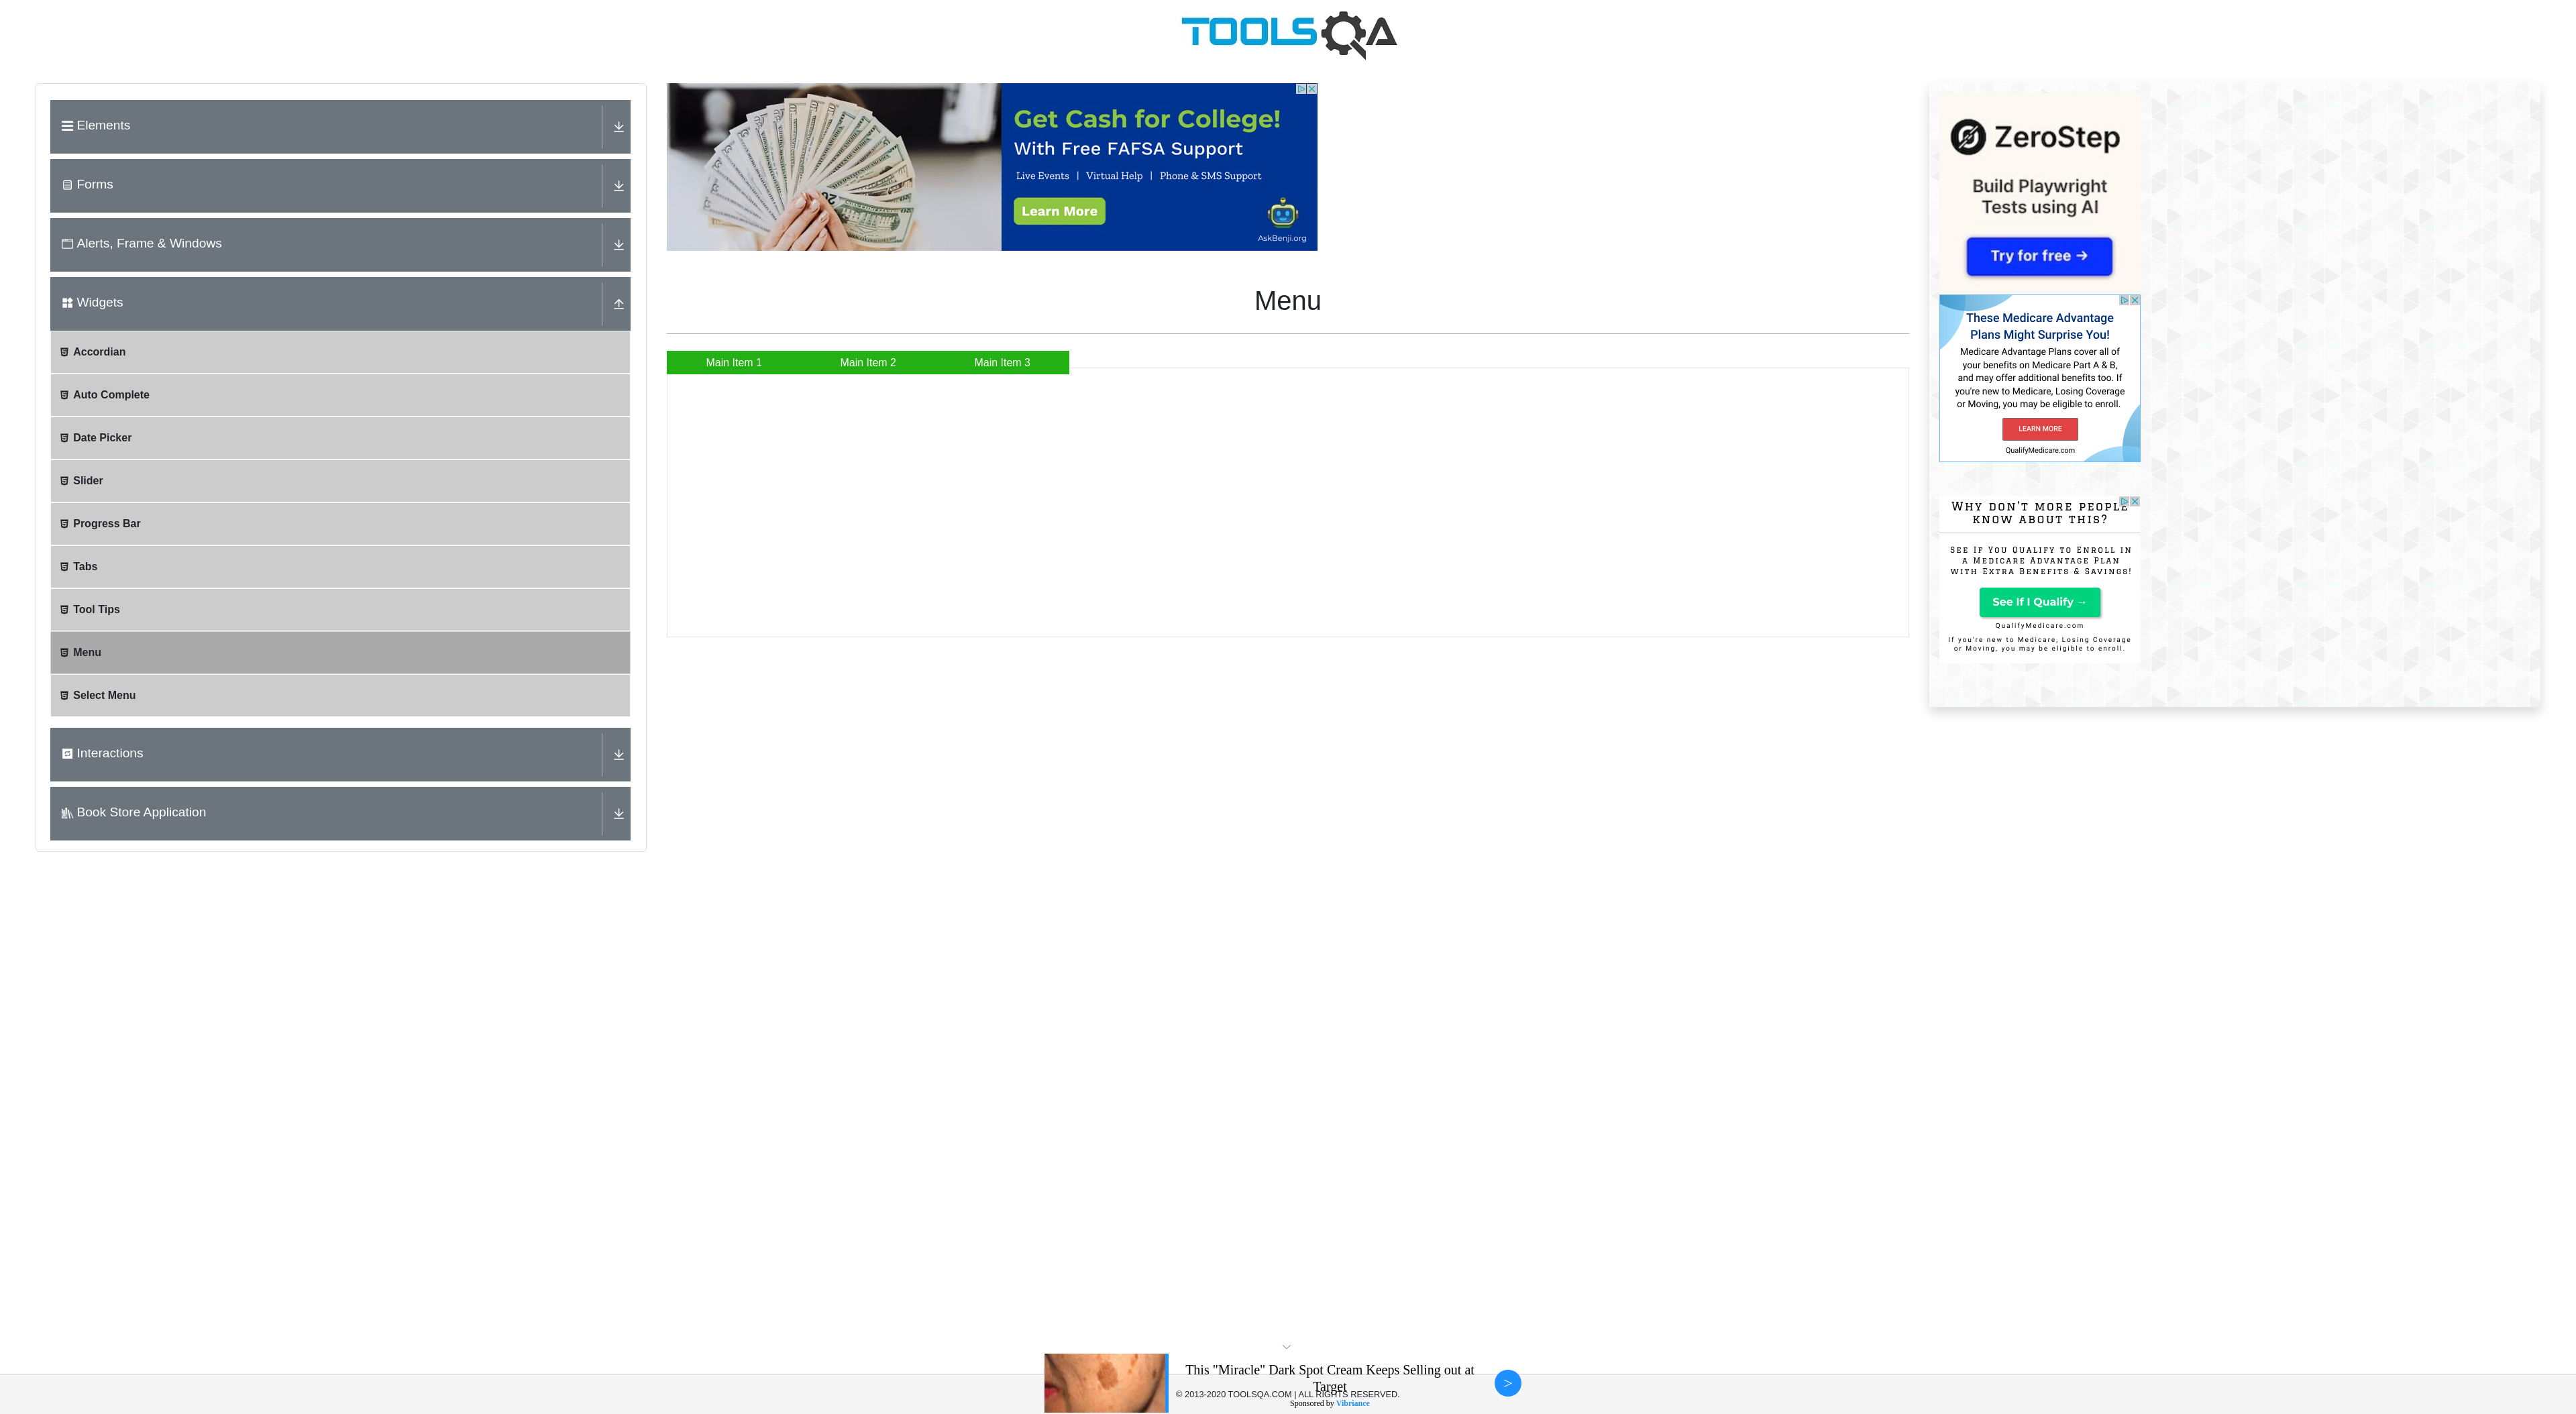 TOOLSQA
Elements
Forms
Alerts, Frame & Windows
Widgets
Accordian
Auto Complete
Date Picker
Slider
Progress Bar
Tabs
Tool Tips
Menu
Select Menu
Interactions
Book Store Application
Get Cash for College!
With Free FAFSA Support
Live Events | Virtual Help | Phone & SMS Support
Learn More
AskBenji.org
Menu
Main Item 1
Main Item 2
Main Item 3
ZeroStep
Build Playwright
Tests using AI
Try for free →
These Medicare Advantage
Plans Might Surprise You!
Medicare Advantage Plans cover all of
your benefits on Medicare Part A & B,
and may offer additional benefits too. If
you're new to Medicare, Losing Coverage
or Moving, you may be eligible to enroll.
LEARN MORE
QualifyMedicare.com
Why don't more people
know about this?
See If You Qualify to Enroll in
a Medicare Advantage Plan
with Extra Benefits & Savings!
See If I Qualify →
QualifyMedicare.com
If you're new to Medicare, Losing Coverage
or Moving, you may be eligible to enroll.
This "Miracle" Dark Spot Cream Keeps Selling out at
Target
>
© 2013-2020 TOOLSQA.COM | ALL RIGHTS RESERVED.
Sponsored by Vibriance